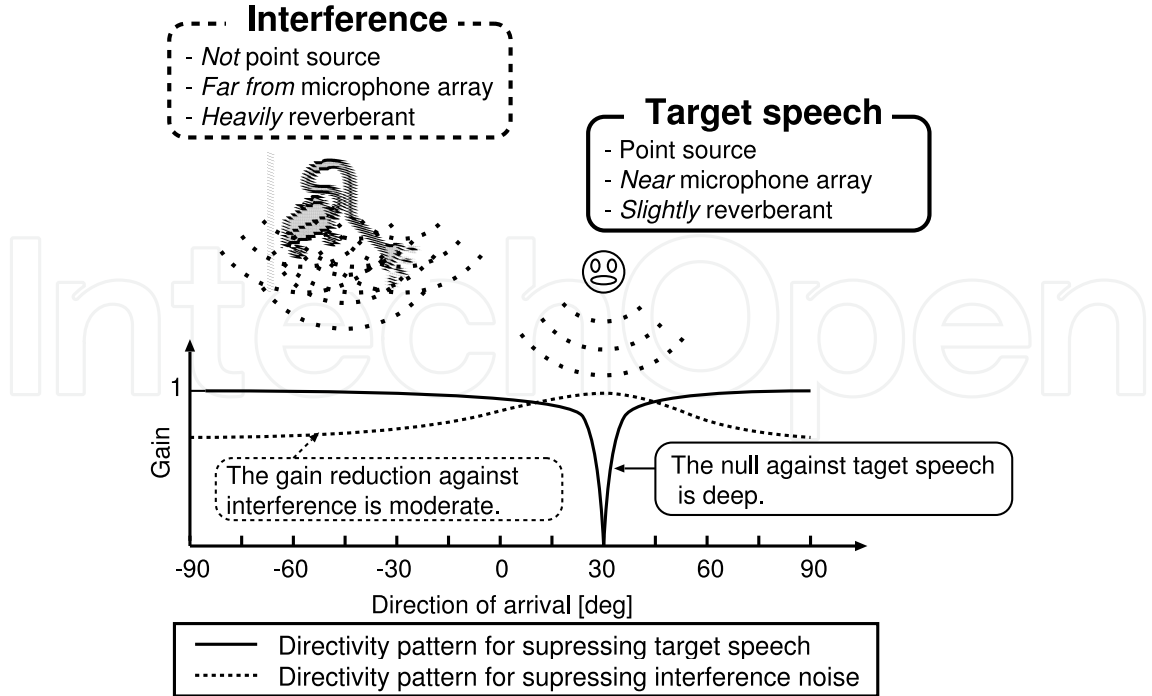 Interference
- Not point source
- Far from microphone array
- Heavily reverberant
Target speech
- Point source
- Near microphone array
- Slightly reverberant
IntechOpen
1
Gain
The gain reduction against
interference is moderate.
The null against taget speech
is deep.
-90 -60 -30 0 30 60 90
Direction of arrival [deg]
Directivity pattern for supressing target speech
Directivity pattern for supressing interference noise